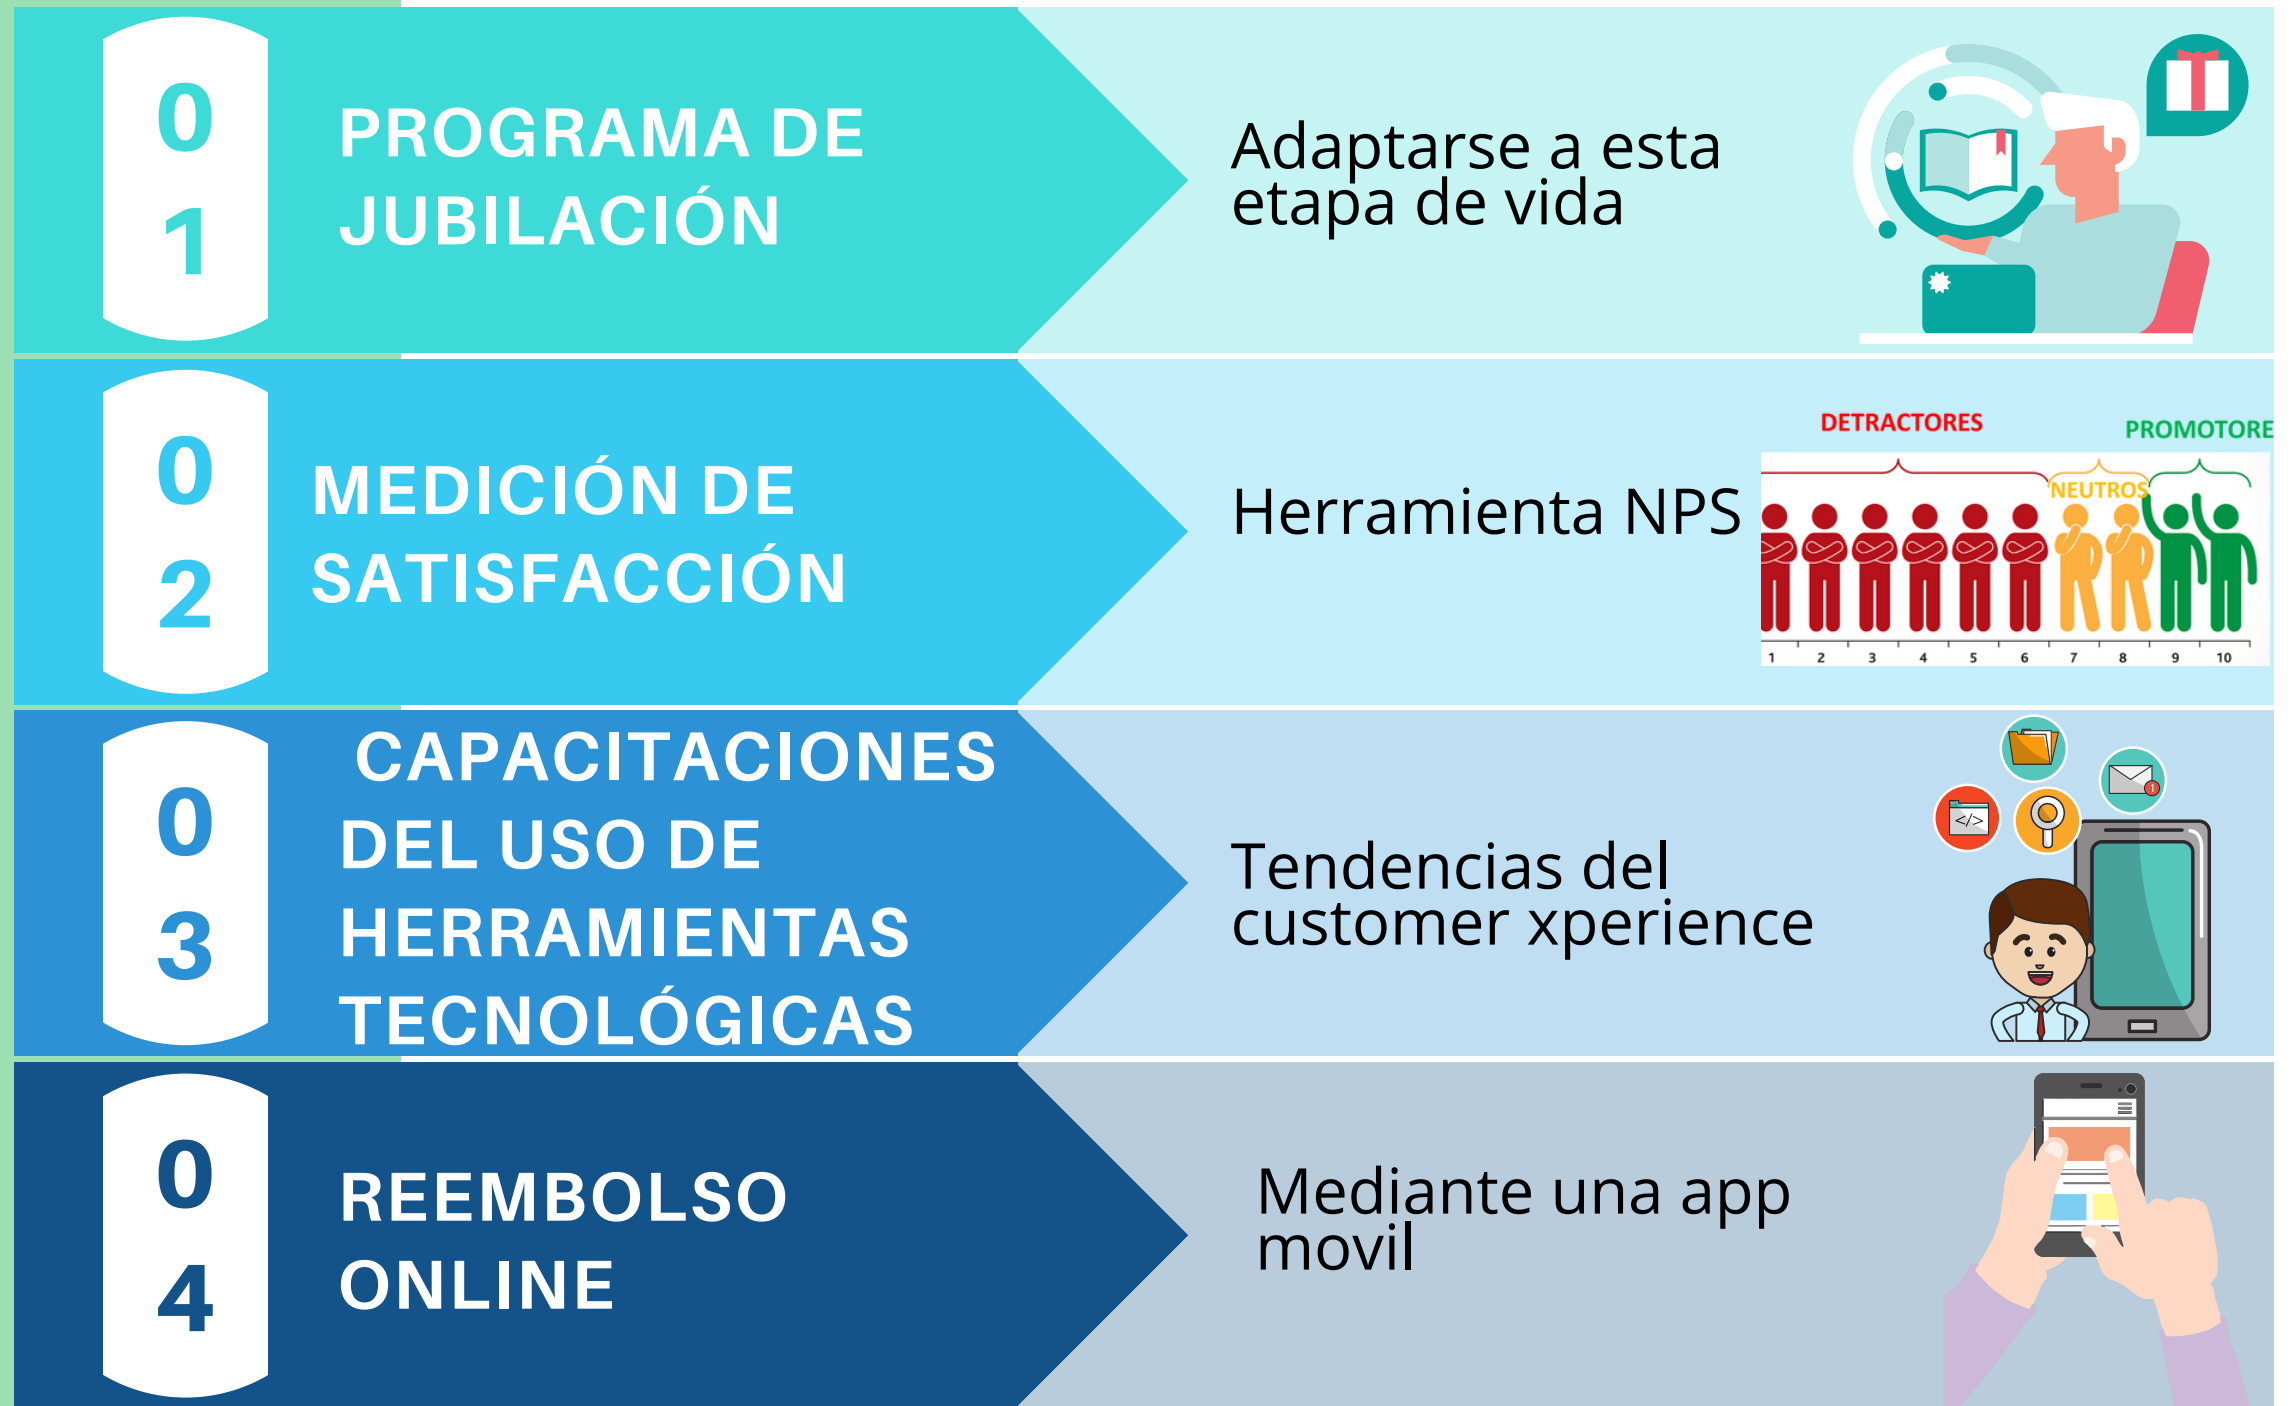 0
1
PROGRAMA DE
JUBILACIÓN
Adaptarse a esta
etapa de vida
0
2
MEDICIÓN DE
SATISFACCIÓN
Herramienta NPS
DETRACTORES
PROMOTORE
NEUTROS
1 2 3 4 5 6 7 8 9 10
0
3
CAPACITACIONES
DEL USO DE
HERRAMIENTAS
TECNOLÓGICAS
Tendencias del
customer xperience
</>
1
0
4
REEMBOLSO
ONLINE
Mediante una app
movil